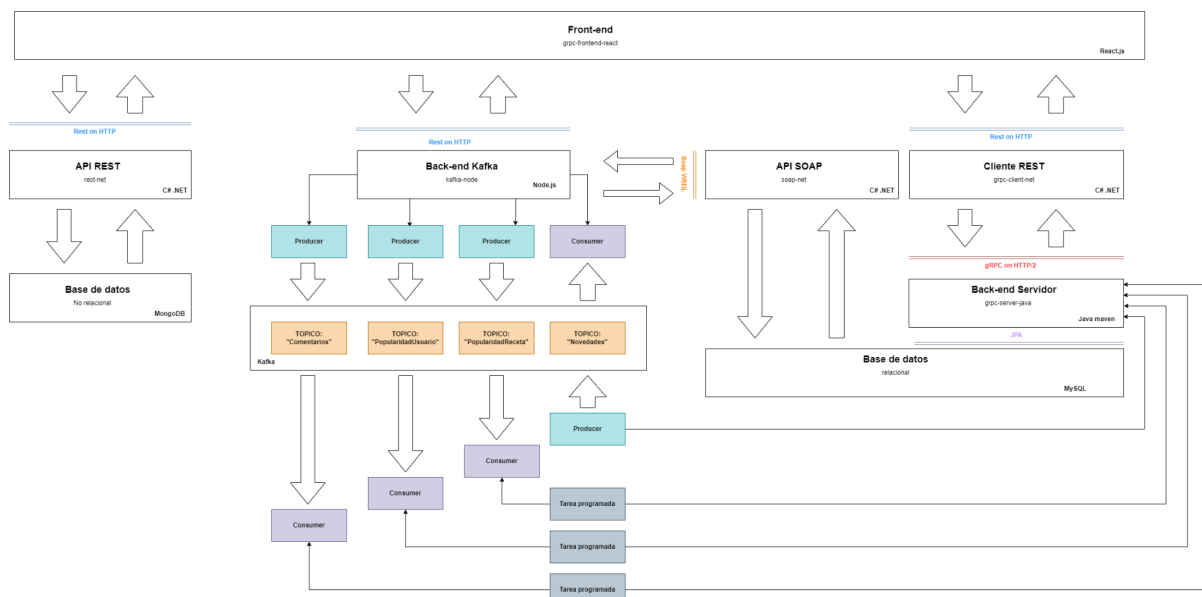 Front-end
grpc-frontend-react
React.js
Rest on HTTP
Rest on HTTP
Rest on HTTP
API REST
rest-net
C# .NET
Back-end Kafka
kafka-node
Node.js
Soap WSDL
API SOAP
soap-net
C# .NET
Cliente REST
grpc-client-net
C# .NET
Producer
Producer
Producer
Consumer
gRPC on HTTP/2
Base de datos
No relacional
MongoDB
Back-end Servidor
grpc-server-java
Java maven
JPA
TOPICO:
"Comentarios"
TOPICO:
"PopularidadUsuario"
TOPICO:
"PopularidadReceta"
TOPICO:
"Novedades"
Kafka
Base de datos
relacional
MySQL
Producer
Consumer
Consumer
Tarea programada
Consumer
Tarea programada
Tarea programada